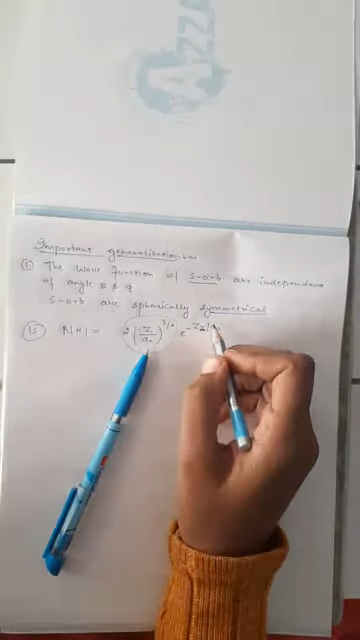 Important generalisation :-
① The wave function of s-orb are independent
of angle θ & φ
s-orb are spherically symmetrical
1s R(r) = 2 (Z/a₀)^3/2 e^-Zr/a₀
AZZA